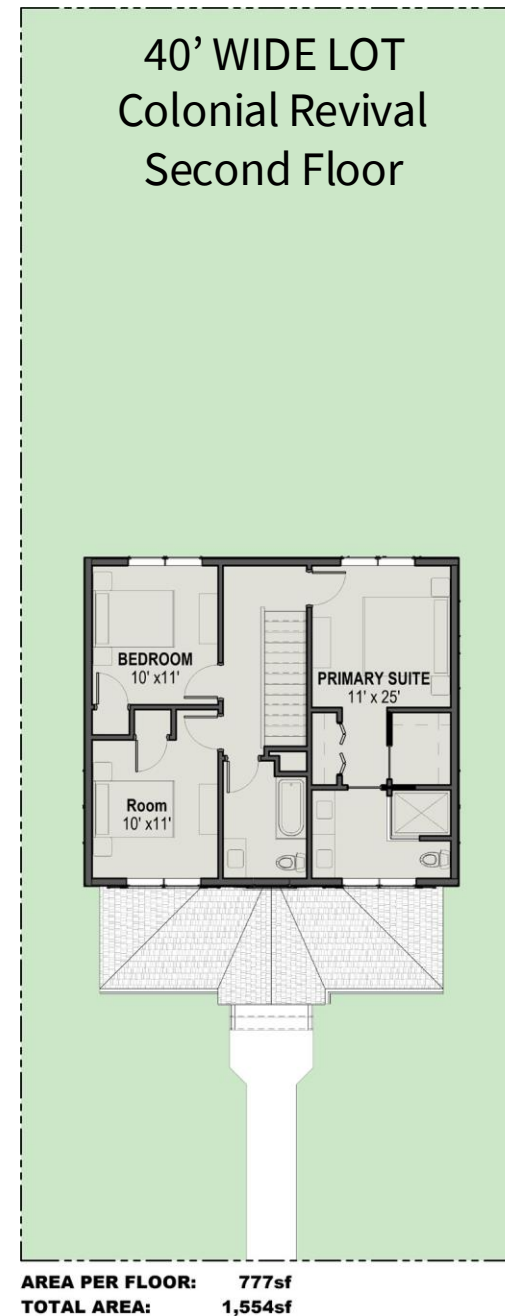 40’ WIDE LOT
Colonial Revival
Second Floor
BEDROOM
10' x11'
PRIMARY SUITE
11' x 25'
Room
10' x11'
AREA PER FLOOR: 777sf
TOTAL AREA: 1,554sf